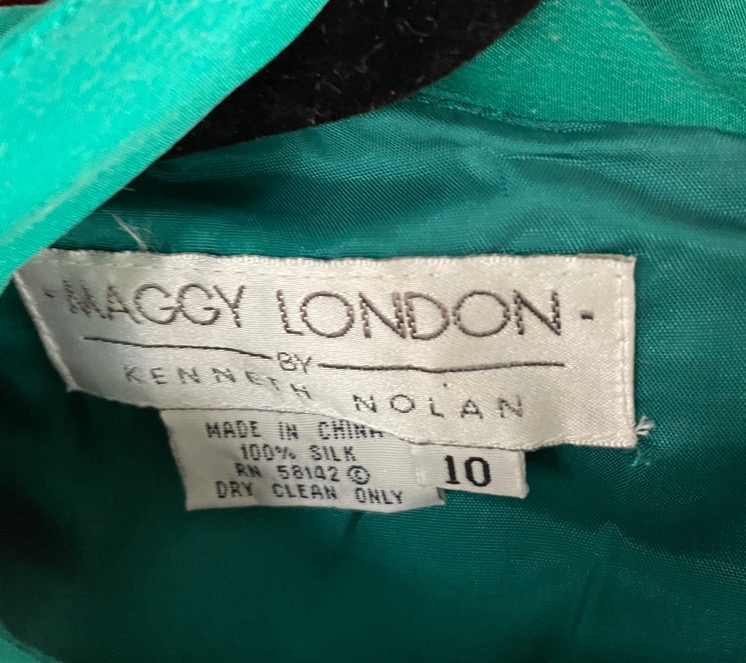 - MAGGY LONDON -
BY
KENNETH NOLAN
MADE IN CHINA
100% SILK
RN 58142 ©
DRY CLEAN ONLY
10